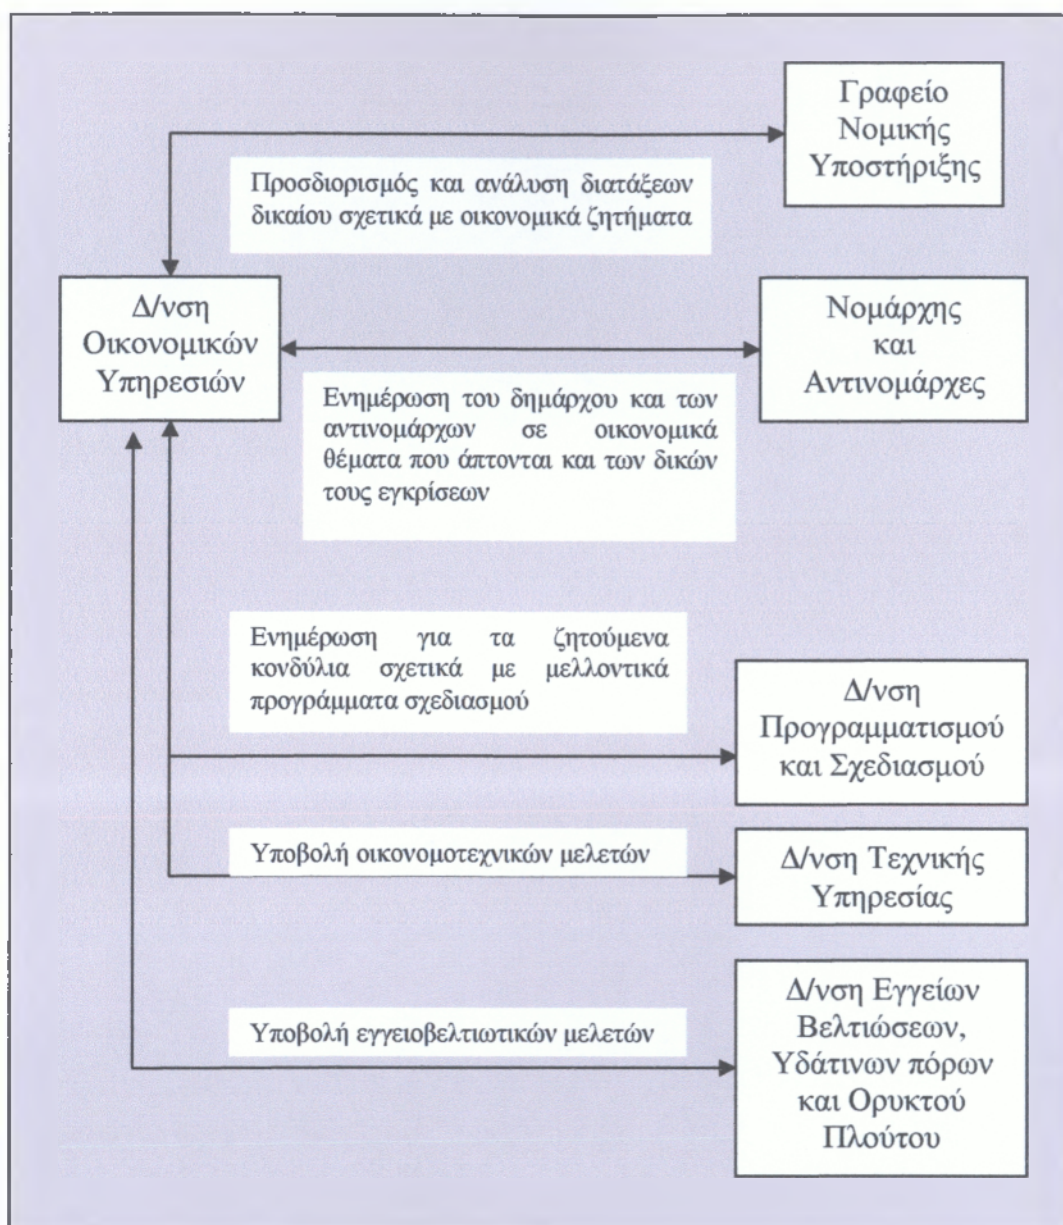 Γραφείο
Νομικής
Υποστήριξης
Προσδιορισμός και ανάλυση διατάξεων
δικαίου σχετικά με οικονομικά ζητήματα
Δ/νση
Οικονομικών
Υπηρεσιών
Νομάρχης
και
Αντινομάρχες
Ενημέρωση του δημάρχου και των
αντινομάρχων σε οικονομικά
θέματα που άπτονται και των δικών
τους εγκρίσεων
Ενημέρωση για τα ζητούμενα
κονδύλια σχετικά με μελλοντικά
προγράμματα σχεδιασμού
Δ/νση
Προγραμματισμού
και Σχεδιασμού
Υποβολή οικονομοτεχνικών μελετών
Δ/νση Τεχνικής
Υπηρεσίας
Υποβολή εγγειοβελτιωτικών μελετών
Δ/νση Εγγείων
Βελτιώσεων,
Υδάτινων πόρων
και Ορυκτού
Πλούτου